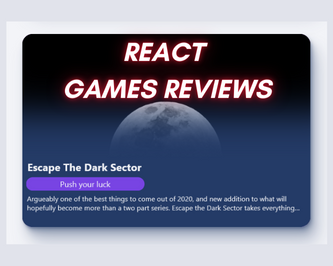 REACT
GAMES REVIEWS
Escape The Dark Sector
Push your luck
Argueably one of the best things to come out of 2020, and new addition to what will
hopefully become more than a two part series. Escape the Dark Sector takes everything...